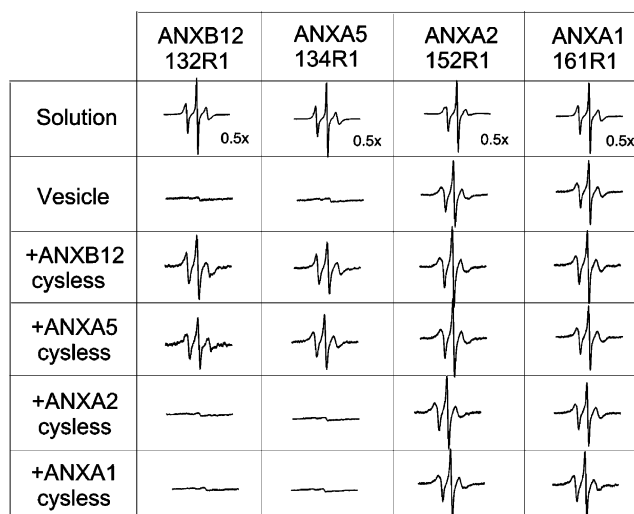 ANXB12 ANXA5 ANXA2 ANXA1
132R1 134R1 152R1 161R1
Solution 0.5x 0.5x 0.5x 0.5x
Vesicle
+ANXB12
cysless
+ANXA5
cysless
+ANXA2
cysless
+ANXA1
cysless